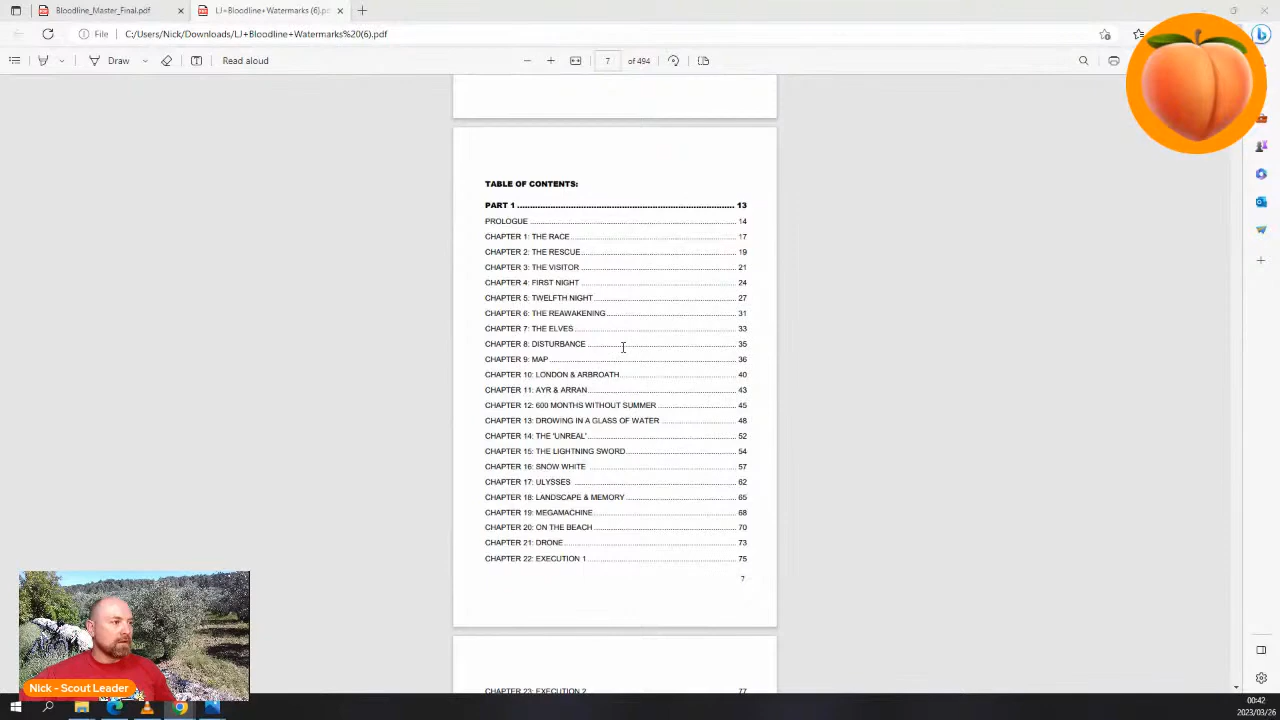 Bloodline_Master_Final.pdf
LJ+Bloodline+Watermarks (6).pd
File
C:/Users/Nick/Downloads/LJ+Bloodline+Watermarks%20(6).pdf
Draw
Read aloud
7
of 494
TABLE OF CONTENTS:
PART 1 ........ 13
PROLOGUE ........ 14
CHAPTER 1: THE RACE ........ 17
CHAPTER 2: THE RESCUE ........ 19
CHAPTER 3: THE VISITOR ........ 21
CHAPTER 4: FIRST NIGHT ........ 24
CHAPTER 5: TWELFTH NIGHT ........ 27
CHAPTER 6: THE REAWAKENING ........ 31
CHAPTER 7: THE ELVES ........ 33
CHAPTER 8: DISTURBANCE ........ 35
CHAPTER 9: MAP ........ 36
CHAPTER 10: LONDON & ARBROATH ........ 40
CHAPTER 11: AYR & ARRAN ........ 43
CHAPTER 12: 600 MONTHS WITHOUT SUMMER ........ 45
CHAPTER 13: DROWING IN A GLASS OF WATER ........ 48
CHAPTER 14: THE 'UNREAL' ........ 52
CHAPTER 15: THE LIGHTNING SWORD ........ 54
CHAPTER 16: SNOW WHITE ........ 57
CHAPTER 17: ULYSSES ........ 62
CHAPTER 18: LANDSCAPE & MEMORY ........ 65
CHAPTER 19: MEGAMACHINE ........ 68
CHAPTER 20: ON THE BEACH ........ 70
CHAPTER 21: DRONE ........ 73
CHAPTER 22: EXECUTION 1 ........ 75
7
CHAPTER 23: EXECUTION 2 ........ 77
Nick - Scout Leader
00:42
2023/03/26